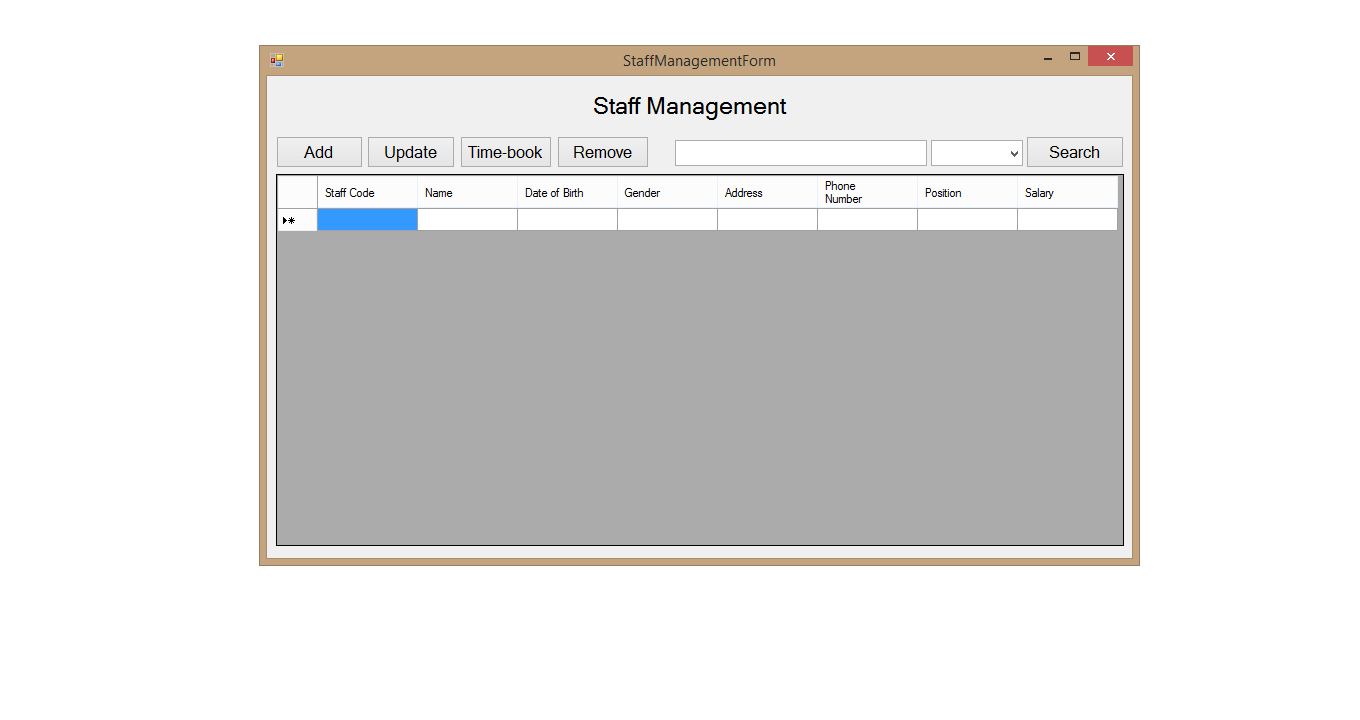 StaffManagementForm
Staff Management
Add Update Time-book Remove Search
Staff Code Name Date of Birth Gender Address Phone Number Position Salary